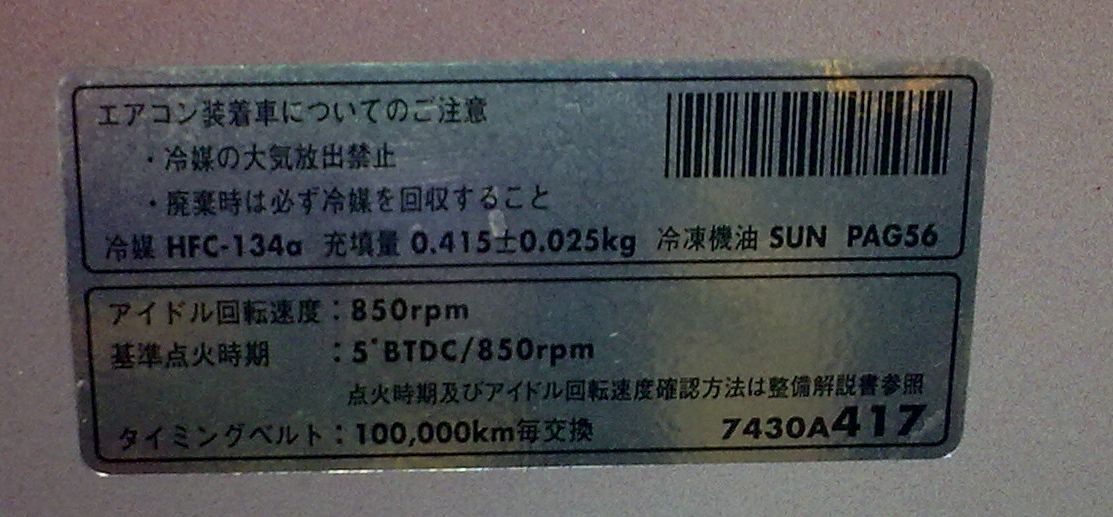 エアコン装着車についてのご注意
・冷媒の大気放出禁止
・廃棄時は必ず冷媒を回収すること
冷媒 HFC-134a 充填量 0.415±0.025kg 冷凍機油 SUN PAG56
アイドル回転速度：850rpm
基準点火時期 ：5°BTDC/850rpm
点火時期及びアイドル回転速度確認方法は整備解説書参照
タイミングベルト：100,000km毎交換 7430A417